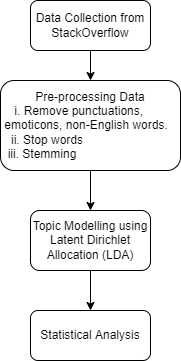 Data Collection from
StackOverflow
Pre-processing Data
i. Remove punctuations,
emoticons, non-English words.
ii. Stop words
iii. Stemming
Topic Modelling using
Latent Dirichlet
Allocation (LDA)
Statistical Analysis